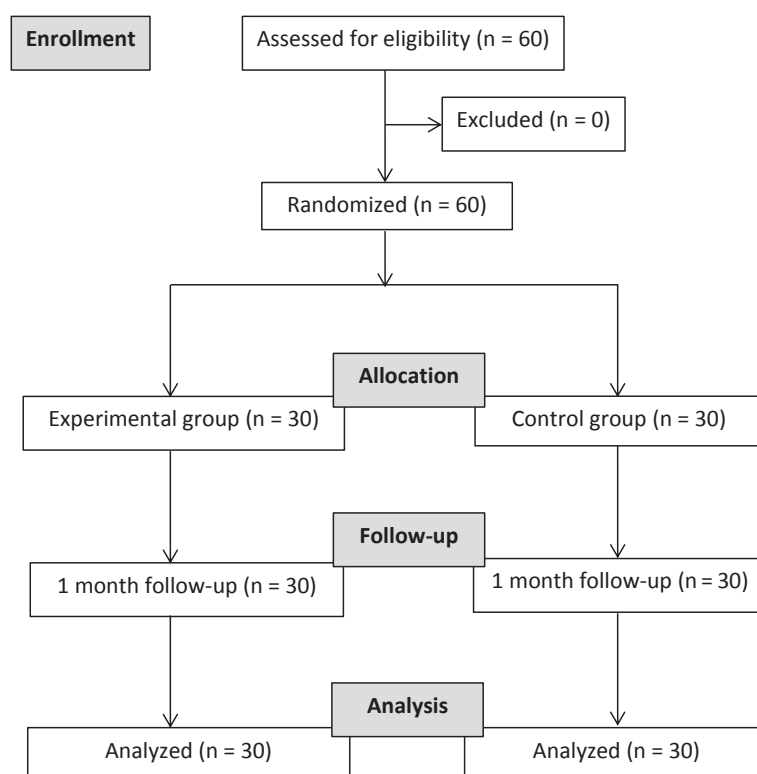 Enrollment
Assessed for eligibility (n = 60)
Excluded (n = 0)
Randomized (n = 60)
Allocation
Experimental group (n = 30)
Control group (n = 30)
Follow-up
1 month follow-up (n = 30)
1 month follow-up (n = 30)
Analysis
Analyzed (n = 30)
Analyzed (n = 30)